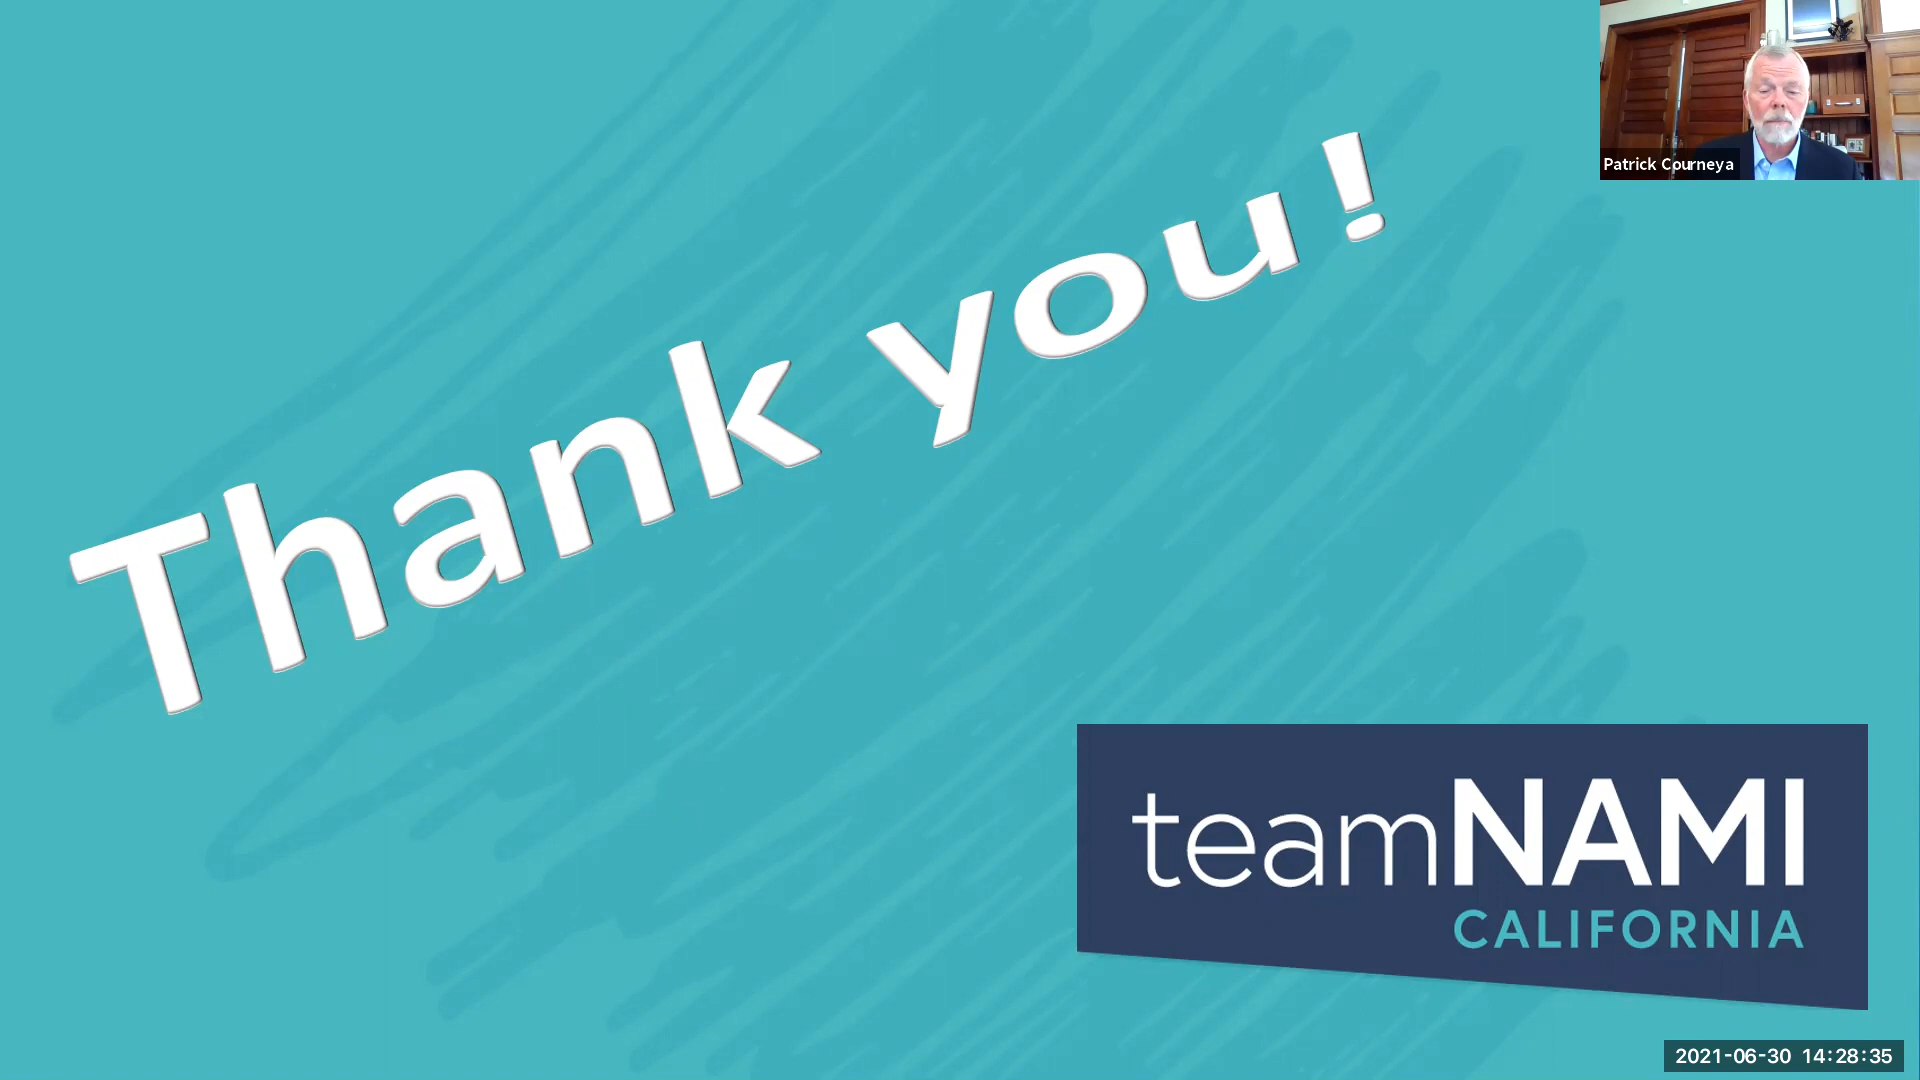 Patrick Courneya
Thank you!
teamNAMI
CALIFORNIA
2021-06-30 14:28:35